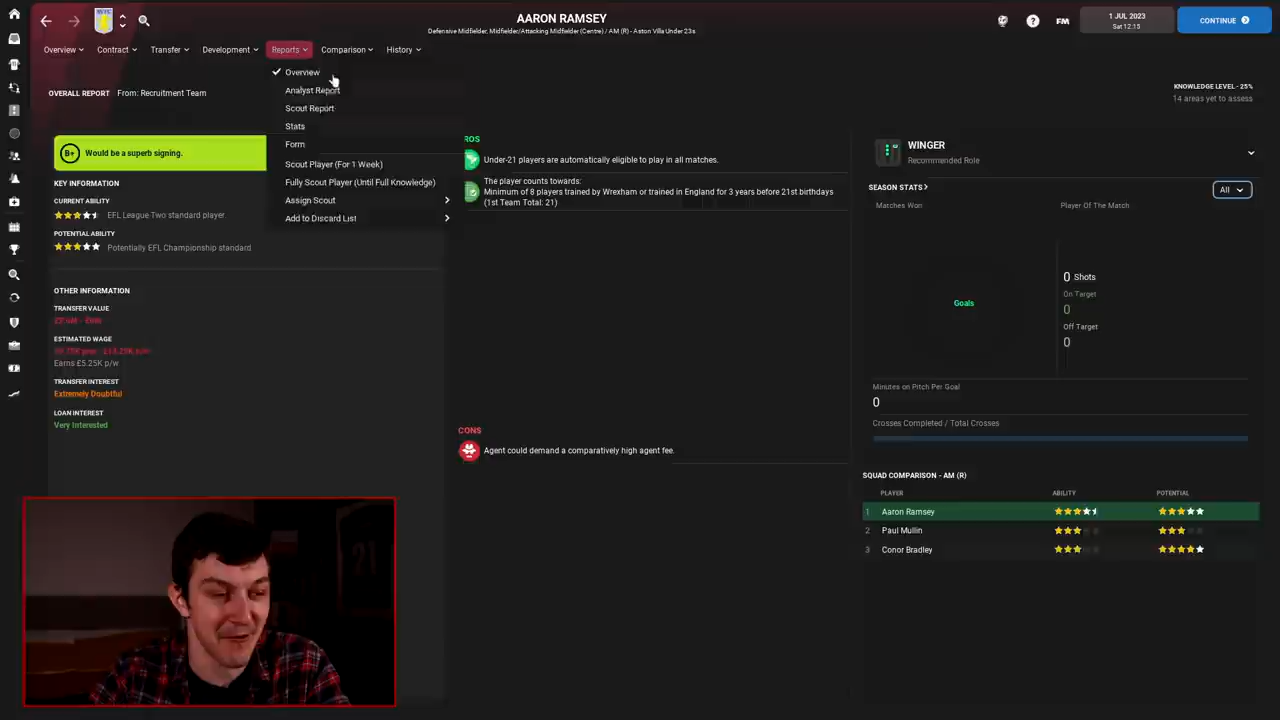 AARON RAMSEY
Defensive Midfielder, Midfielder/Attacking Midfielder (Centre) / AM (R) - Aston Villa Under 23s
FM
1 JUL 2023
Sat 12:15
CONTINUE
Overview
Contract
Transfer
Development
Reports
Comparison
History
Overview
Analyst Report
Scout Report
Stats
Form
Scout Player (For 1 Week)
Fully Scout Player (Until Full Knowledge)
Assign Scout
Add to Discard List
OVERALL REPORT From: Recruitment Team
KNOWLEDGE LEVEL - 25%
14 areas yet to assess
B+ Would be a superb signing.
KEY INFORMATION
CURRENT ABILITY
EFL League Two standard player
POTENTIAL ABILITY
Potentially EFL Championship standard
OTHER INFORMATION
TRANSFER VALUE
ESTIMATED WAGE
Earns £5.25K p/w
TRANSFER INTEREST
Extremely Doubtful
LOAN INTEREST
Very Interested
ROS
Under-21 players are automatically eligible to play in all matches.
The player counts towards:
Minimum of 8 players trained by Wrexham or trained in England for 3 years before 21st birthdays
(1st Team Total: 21)
CONS
Agent could demand a comparatively high agent fee.
WINGER
Recommended Role
SEASON STATS
All
Matches Won
Player Of The Match
Goals
0 Shots
On Target
0
Off Target
0
Minutes on Pitch Per Goal
0
Crosses Completed / Total Crosses
SQUAD COMPARISON - AM (R)
PLAYER ABILITY POTENTIAL
1 Aaron Ramsey
2 Paul Mullin
3 Conor Bradley